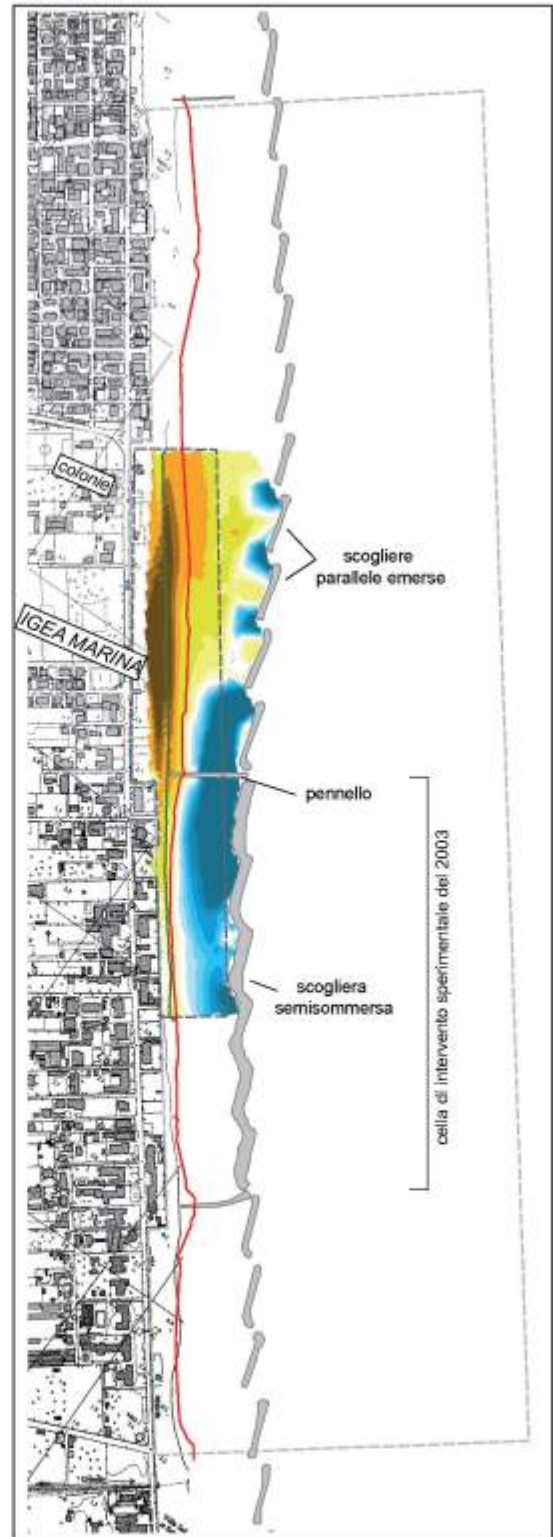 colonie
IGEA MARINA
scogliere
parallele emerse
pennello
scogliera
semisommersa
cella di intervento sperimentale del 2003